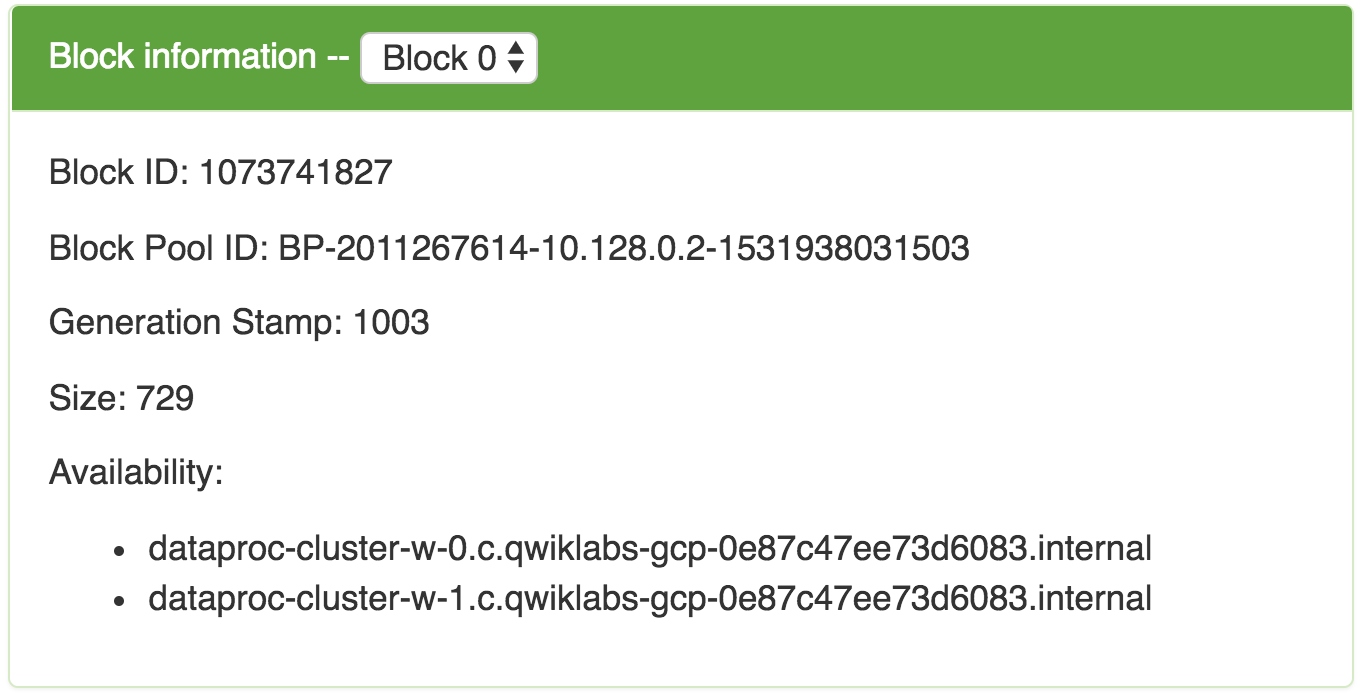 Block information -- Block 0
Block ID: 1073741827
Block Pool ID: BP-2011267614-10.128.0.2-1531938031503
Generation Stamp: 1003
Size: 729
Availability:
• dataproc-cluster-w-0.c.qwiklabs-gcp-0e87c47ee73d6083.internal
• dataproc-cluster-w-1.c.qwiklabs-gcp-0e87c47ee73d6083.internal